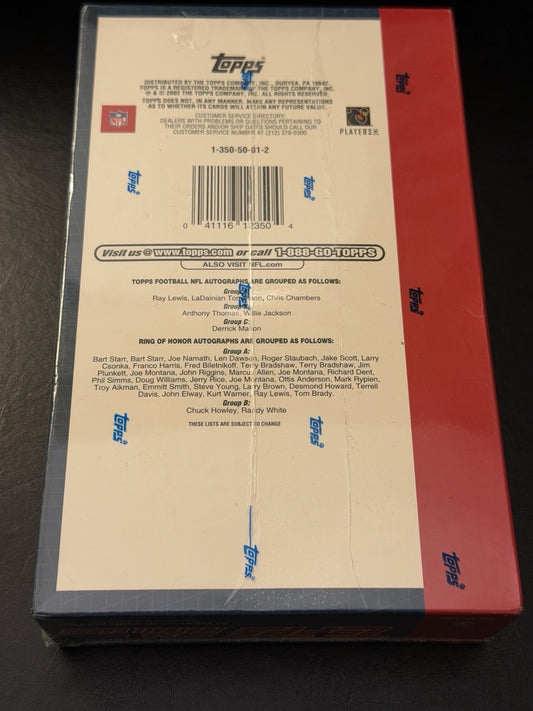 Topps
DISTRIBUTED BY THE TOPPS COMPANY, INC., DURYEA, PA 18642.
TOPPS IS A REGISTERED TRADEMARK OF THE TOPPS COMPANY, INC.
® & © 2002 THE TOPPS COMPANY, INC. ALL RIGHTS RESERVED.
TOPPS DOES NOT, IN ANY MANNER, MAKE ANY REPRESENTATIONS
AS TO WHETHER ITS CARDS WILL ATTAIN ANY FUTURE VALUE.
CUSTOMER SERVICE DIRECTORY:
DEALERS WITH PROBLEMS OR QUESTIONS PERTAINING TO
THEIR ORDERS AND/OR SHIP DATES SHOULD CALL OUR
CUSTOMER SERVICE NUMBER AT (212) 376-0300.
NFL
PLAYERS INC
1-350-50-01-2
0 41116 12350 4
Visit us @ www.topps.com or call 1-888-GO-TOPPS
ALSO VISIT NFL.com
TOPPS FOOTBALL NFL AUTOGRAPHS ARE GROUPED AS FOLLOWS:
Group A:
Ray Lewis, LaDainian Tomlinson, Chris Chambers
Group B:
Anthony Thomas, Willie Jackson
Group C:
Derrick Mason
RING OF HONOR AUTOGRAPHS ARE GROUPED AS FOLLOWS:
Group A:
Bart Starr, Bart Starr, Joe Namath, Len Dawson, Roger Staubach, Jake Scott, Larry
Csonka, Franco Harris, Fred Biletnikoff, Terry Bradshaw, Terry Bradshaw, Jim
Plunkett, Joe Montana, John Riggins, Marcus Allen, Joe Montana, Richard Dent,
Phil Simms, Doug Williams, Jerry Rice, Joe Montana, Ottis Anderson, Mark Rypien,
Troy Aikman, Emmitt Smith, Steve Young, Larry Brown, Desmond Howard, Terrell
Davis, John Elway, Kurt Warner, Ray Lewis, Tom Brady.
Group B:
Chuck Howley, Randy White
THESE LISTS ARE SUBJECT TO CHANGE
Topps
Topps
Topps
Topps
Topps
Topps
Topps
Topps
Topps
Topps